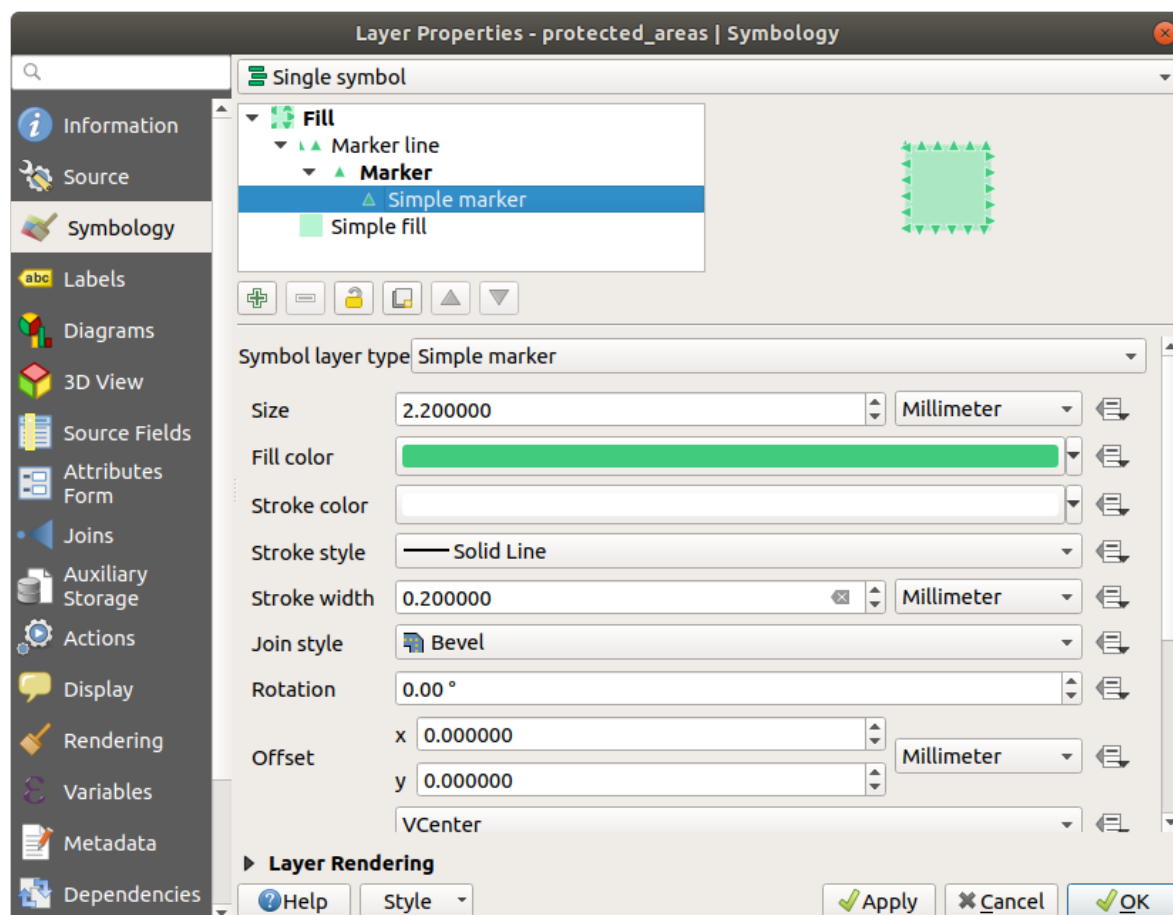 Layer Properties - protected_areas | Symbology
Single symbol
Information
Source
Symbology
abc Labels
Diagrams
3D View
Source Fields
Attributes
Form
Joins
Auxiliary
Storage
Actions
Display
Rendering
Variables
Metadata
Dependencies
Fill
Marker line
Marker
Simple marker
Simple fill
Symbol layer type Simple marker
Size 2.200000 Millimeter
Fill color
Stroke color
Stroke style Solid Line
Stroke width 0.200000 Millimeter
Join style Bevel
Rotation 0.00 °
Offset x 0.000000 Millimeter
y 0.000000
VCenter
Layer Rendering
Help Style Apply Cancel OK